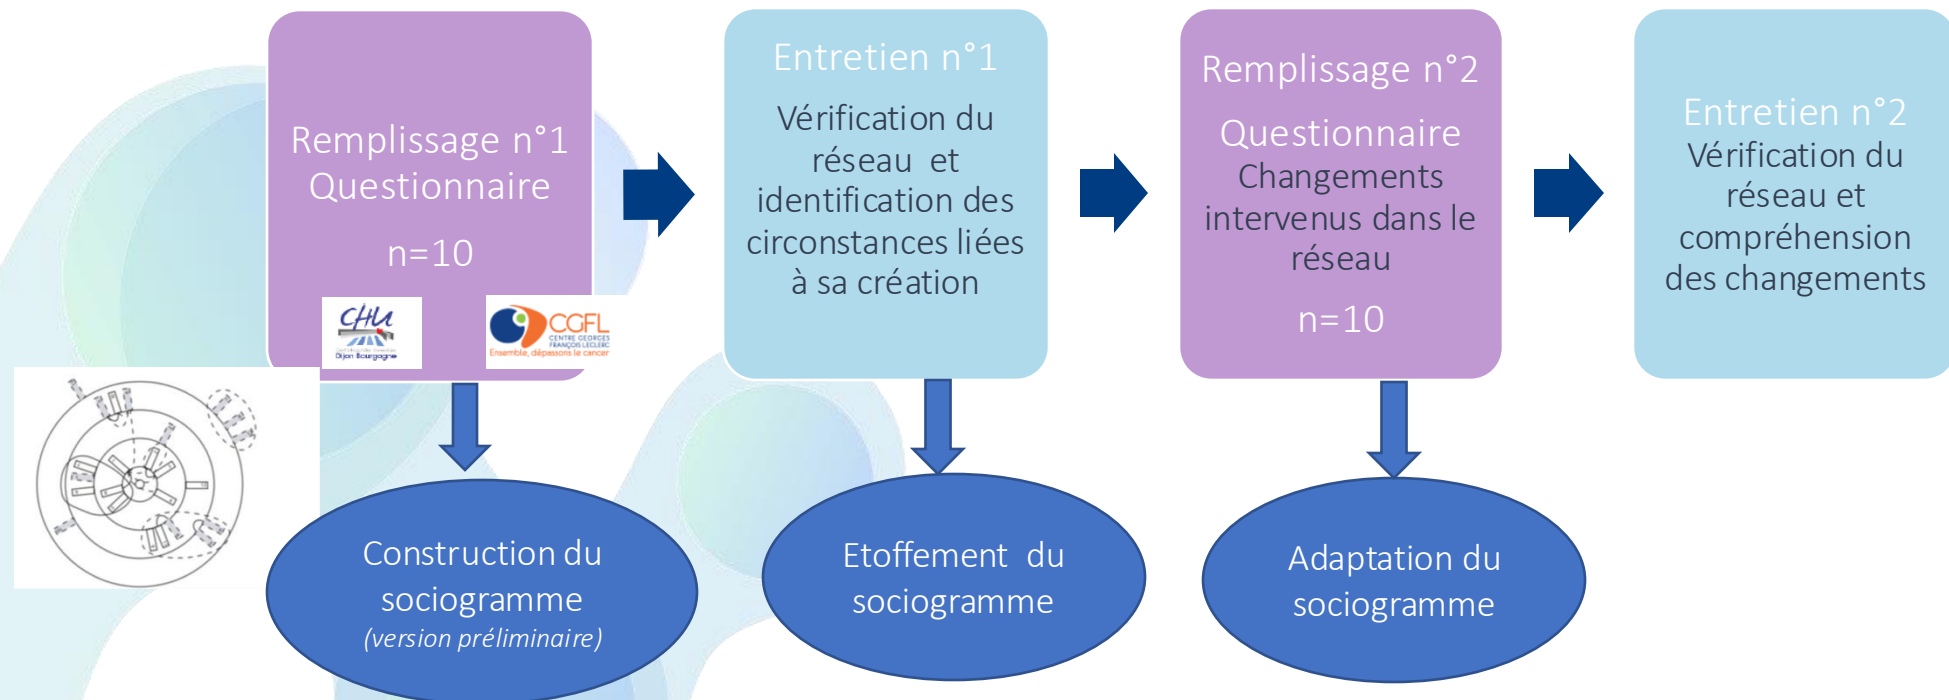 Remplissage n°1
Questionnaire
n=10
CHU
Dijon Bourgogne
CGFL
CENTRE GEORGES
FRANÇOIS LECLERC
Ensemble, dépassons le cancer
Entretien n°1
Vérification du
réseau et
identification des
circonstances liées
à sa création
Remplissage n°2
Questionnaire
Changements
intervenus dans le
réseau
n=10
Entretien n°2
Vérification du
réseau et
compréhension
des changements
Construction du
sociogramme
(version préliminaire)
Etoffement du
sociogramme
Adaptation du
sociogramme